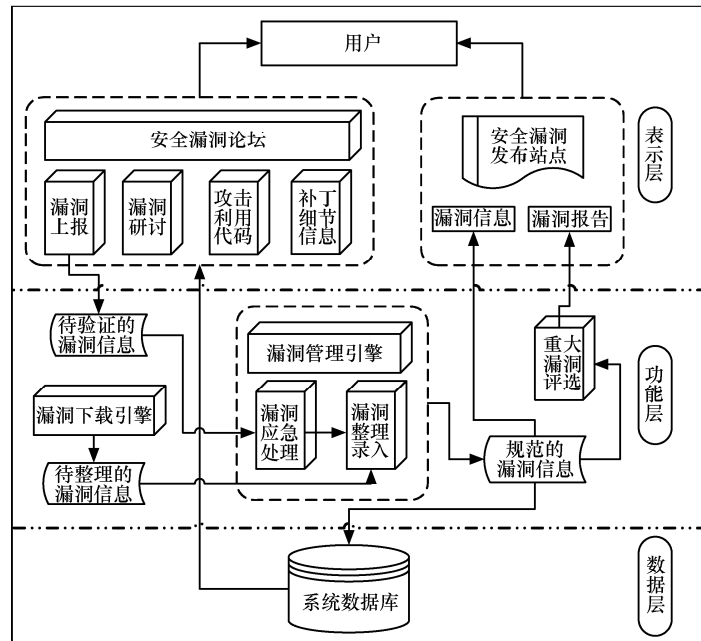 用户
安全漏洞论坛
漏洞
上报
漏洞
研讨
攻击
利用
代码
补丁
细节
信息
安全漏洞
发布站点
漏洞信息
漏洞报告
表示层
待验证的
漏洞信息
漏洞管理引擎
重大
漏洞
评选
漏洞下载引擎
漏洞
应急
处理
漏洞
整理
录入
规范的
漏洞信息
待整理的
漏洞信息
功能层
系统数据库
数据层